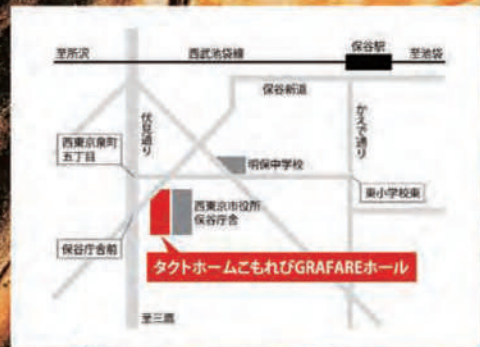 至所沢
西武池袋線
保谷駅
至池袋
保谷新道
伏見通り
かえで通り
西東京泉町
五丁目
明保中学校
東小学校東
西東京市役所
保谷庁舎
保谷庁舎前
タクトホームこもれびGRAFAREホール
至三鷹